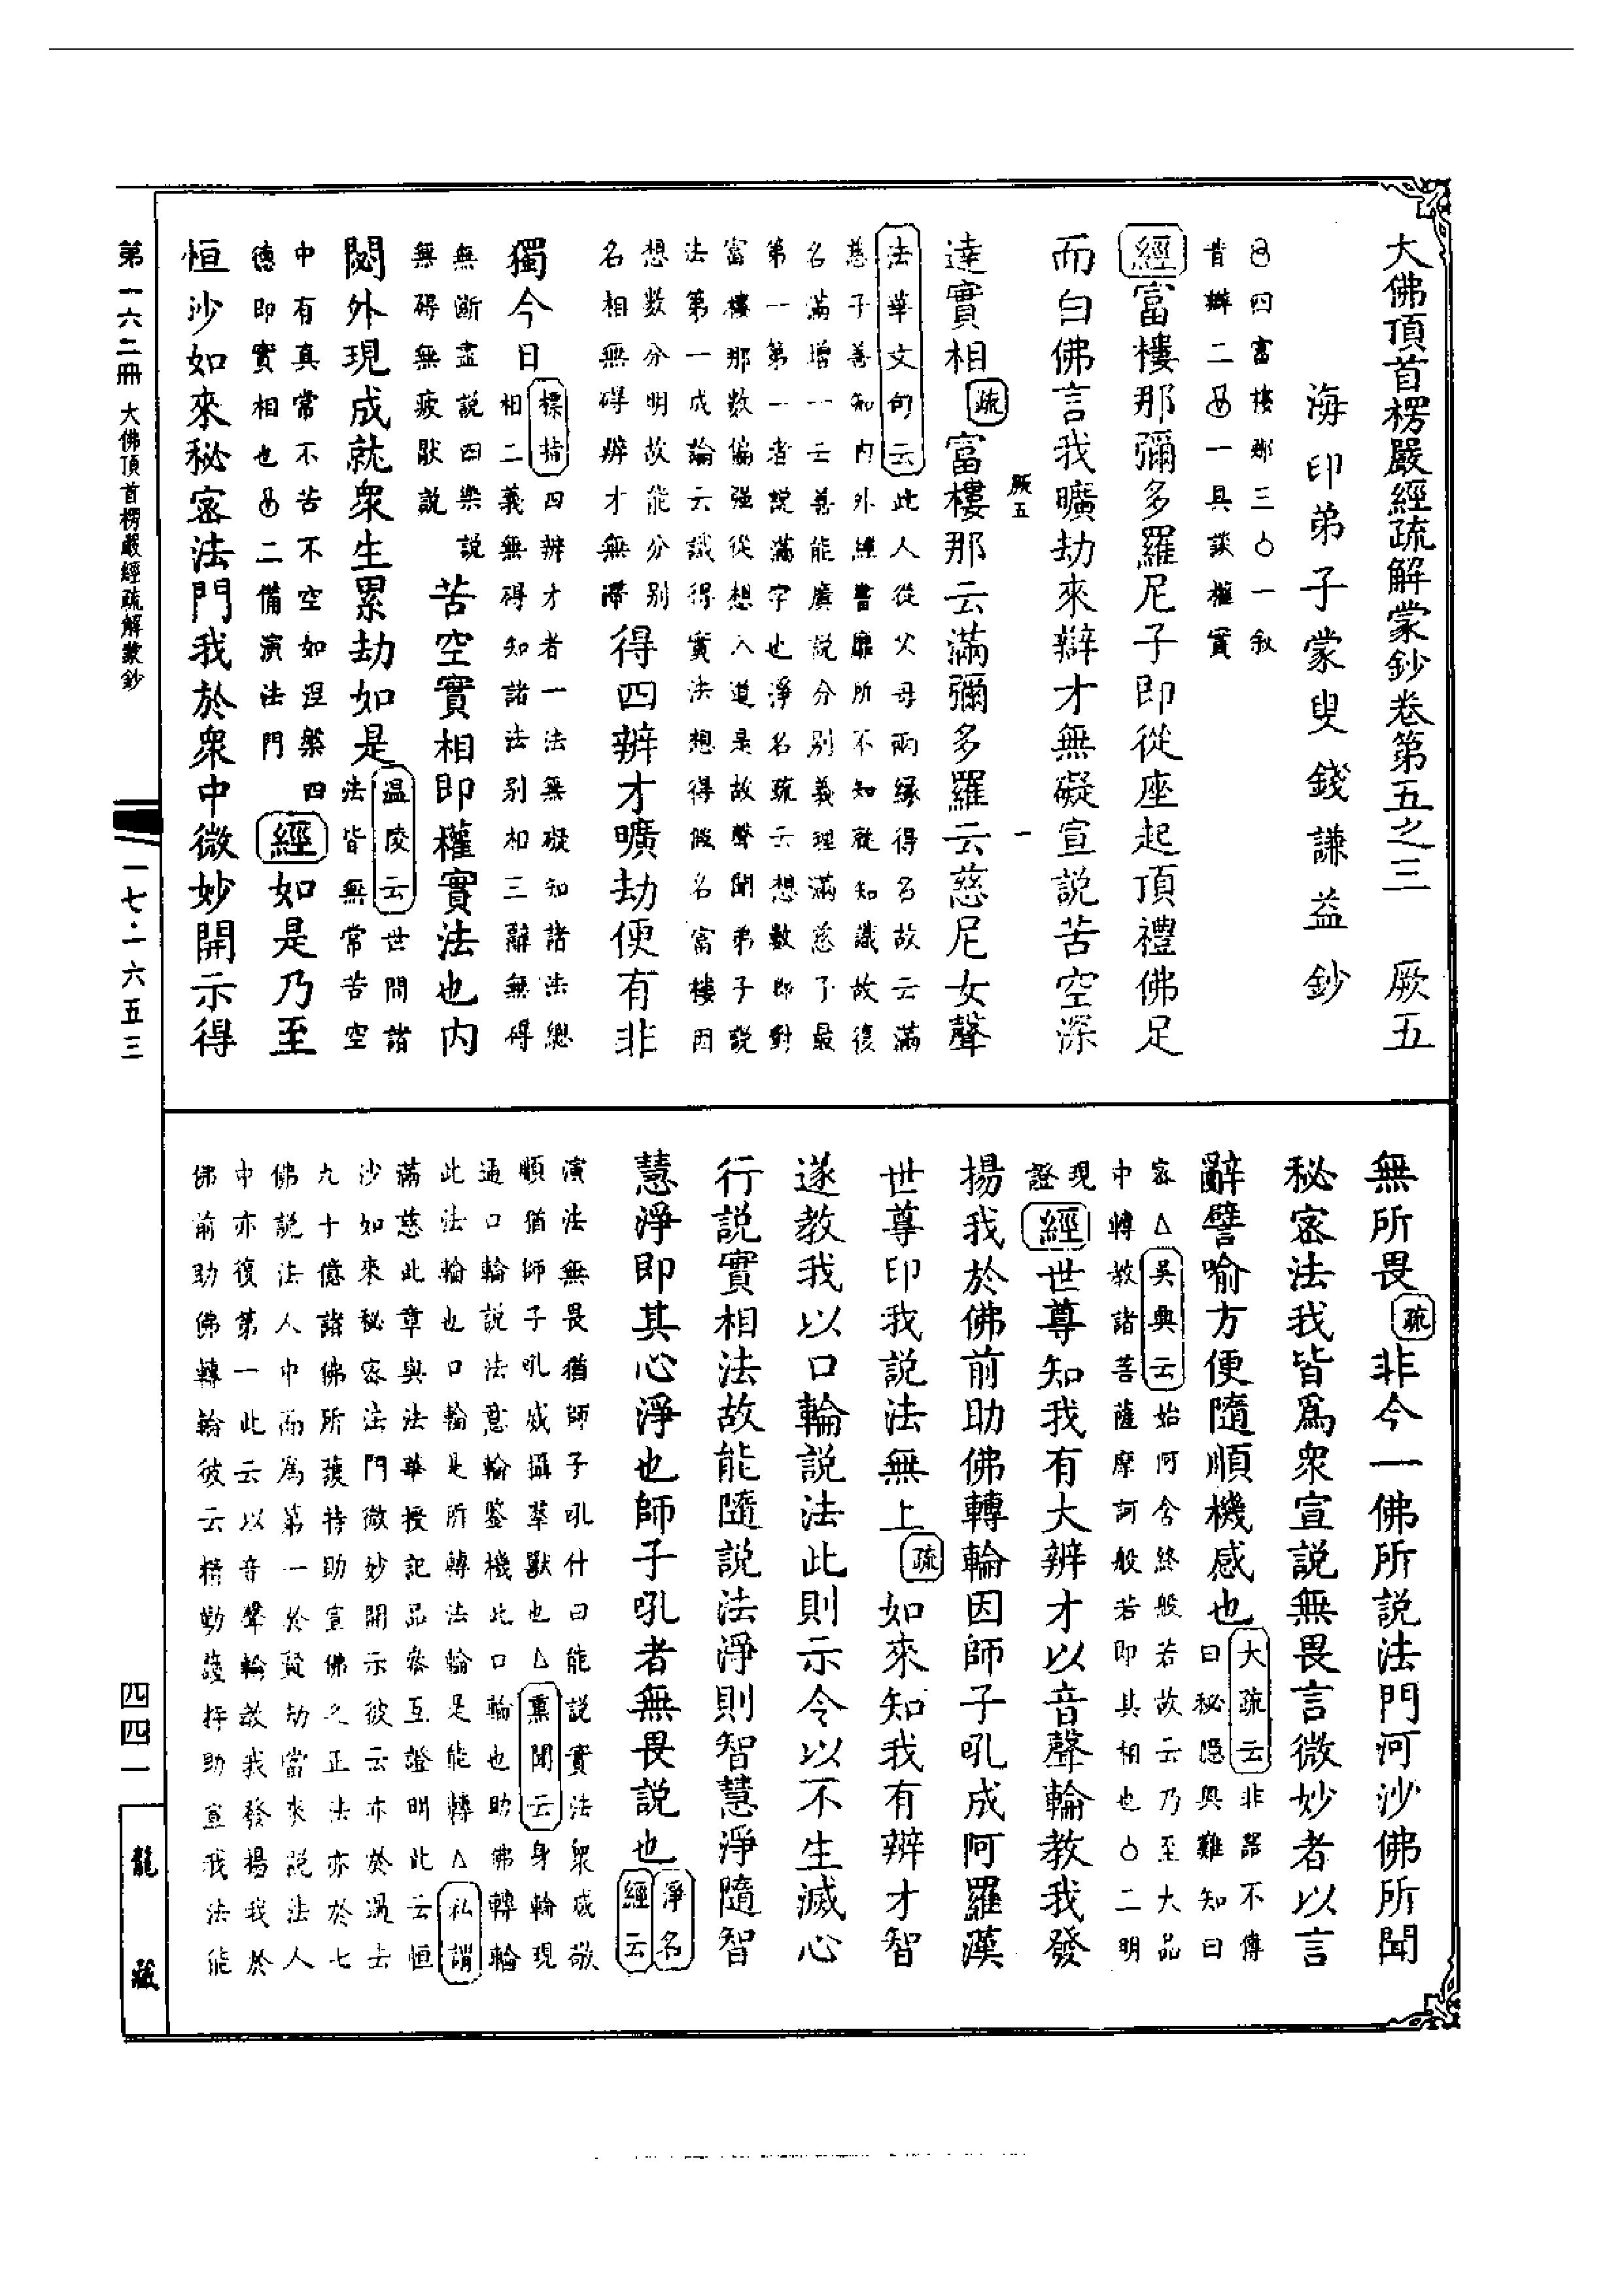 大佛頂首楞嚴經疏解蒙鈔卷第五之三　厥五
海印弟子蒙叟錢謙益鈔
四富樓那三○一叙
昔辯二一具談權實
經富樓那彌多羅尼子即從座起頂禮佛足
而白佛言我曠劫來辯才無礙宣說苦空深
厥五　一
達實相疏富樓那云滿彌多羅云慈尼女聲
法華文句云此人從父母兩緣得名故云滿
慈子善知內外經書靡所不知從知識故復
名滿增一云善能廣說分別義理滿慈子最
第一第一者說滿字也淨名疏云想數即對
富樓那數偏強從想入道是故聲聞弟子說
法第一成論云識得實法想得假名富樓因
想數分明故能分別
名相無碍辨才無滯
得四辨才曠劫便有非
獨今日
標指四辨才者一法無礙知諸法總
相二義無碍知諸法別相三辭無碍
無斷盡說四樂說
無碍無疲猒說
苦空實相即權實法也內
閟外現成就衆生累劫如是
溫陵云世間諸
法皆無常苦空
中有真常不苦不空如涅槃四
德即實相也二備演法門
經如是乃至
恒沙如來秘密法門我於衆中微妙開示得
無所畏疏非今一佛所說法門河沙佛所聞
秘密法我皆爲衆宣說無畏言微妙者以言
辭譬喻方便隨順機感也
大疏云非器不傳
曰秘隱奧難知曰
密△吳興云始阿含終般若故云乃至大品
中轉教諸菩薩摩訶般若即其相也○二明
現
證
經世尊知我有大辨才以音聲輪教我發
揚我於佛前助佛轉輪因師子吼成阿羅漢
世尊印我說法無上疏如來知我有辨才智
遂教我以口輪說法此則示令以不生滅心
行說實相法故能隨說法淨則智慧淨隨智
慧淨即其心淨也師子吼者無畏說也
淨名
經云
演法無畏猶師子吼什曰能說實法衆咸敬
順猶師子吼威攝羣獸也△熏聞云身輪現
通口輪說法意輪鑒機此口輪也助佛轉輪
此法輪也口輪是所轉法輪是能轉△私謂
滿慈此章與法華授記品密互證明此云恒
沙如來秘密法門微妙開示彼云亦於過去
九十億諸佛所護持助宣佛之正法亦於七
佛說法人中而爲第一於賢劫當來說法人
中亦復第一此云以音聲輪教我發揚我於
佛前助佛轉輪彼云精勤護持助宣我法能
第一六二冊　大佛頂首楞嚴經疏解蒙鈔
一七·一六五三
四四一
龍藏